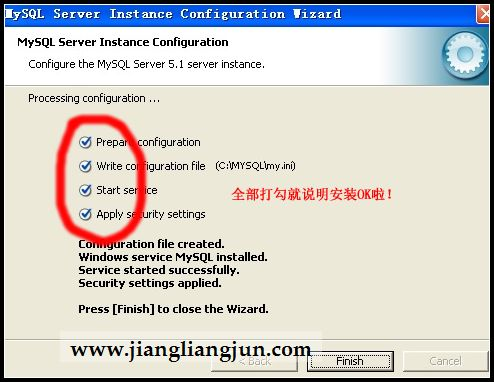 MySQL Server Instance Configuration Wizard
MySQL Server Instance Configuration
Configure the MySQL Server 5.1 server instance.
Processing configuration ...
Prepare configuration
Write configuration file (C:\MYSQL\my.ini)
Start service
全部打勾就说明安装OK啦!
Apply security settings
Configuration file created.
Windows service MySQL installed.
Service started successfully.
Security settings applied.
Press [Finish] to close the Wizard.
www.jiangliangjun.com
< Back
Finish
Cancel